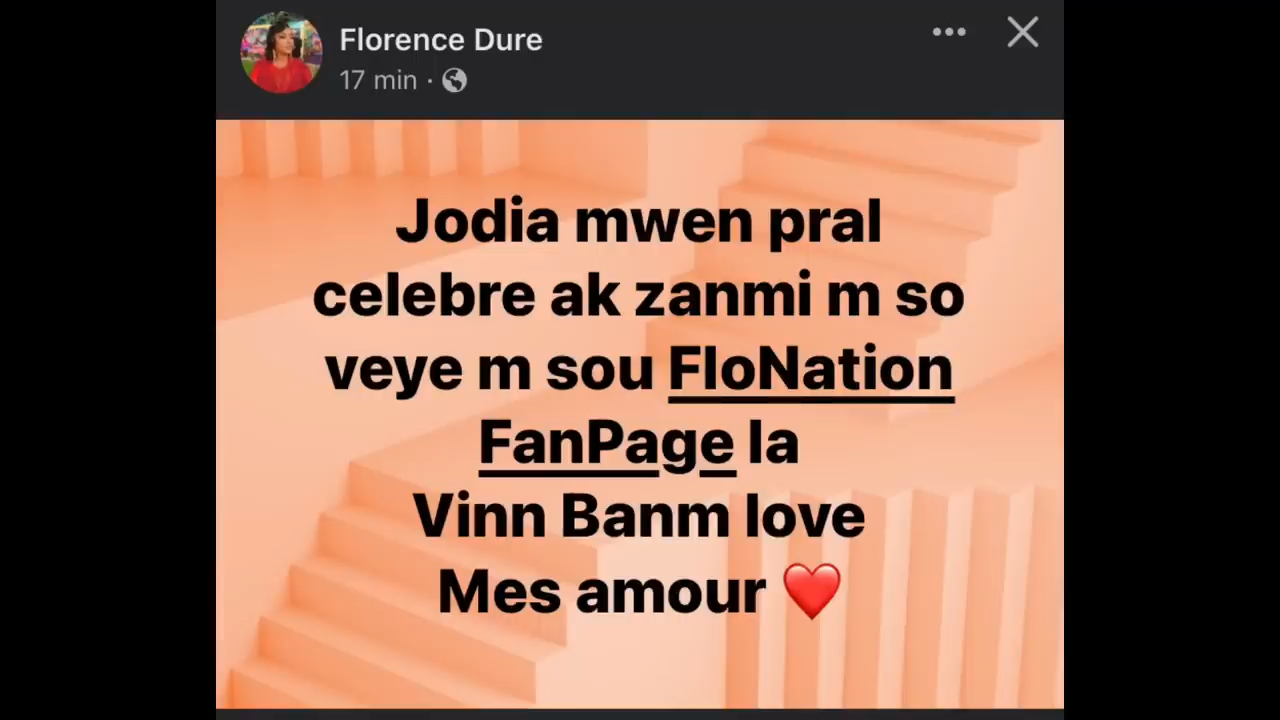 Florence Dure
17 min ·
Jodia mwen pral
celebre ak zanmi m so
veye m sou FloNation
FanPage la
Vinn Banm love
Mes amour ❤️